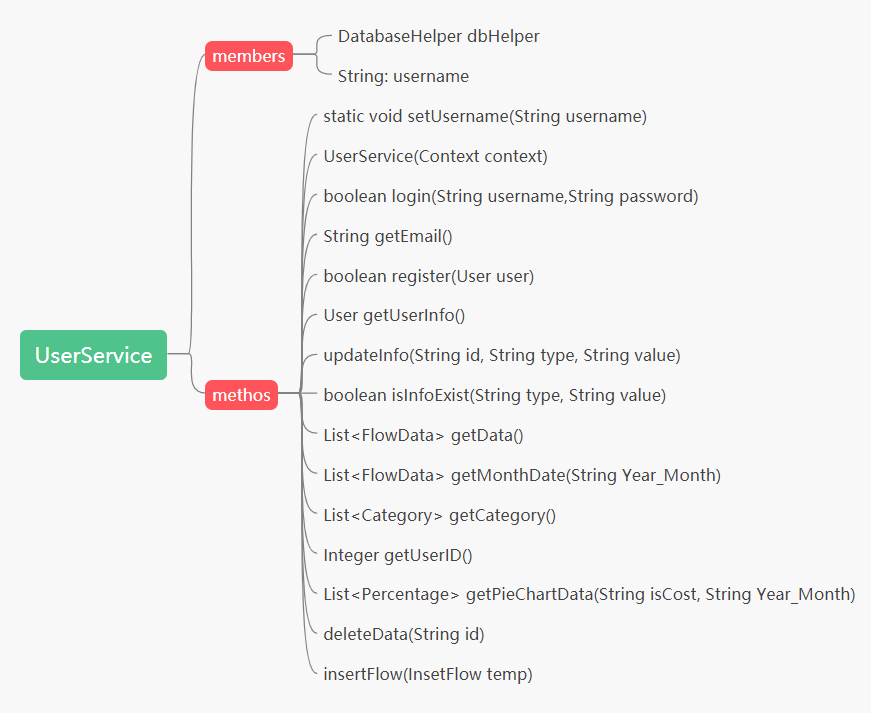 UserService
members
DatabaseHelper dbHelper
String: username
methos
static void setUsername(String username)
UserService(Context context)
boolean login(String username,String password)
String getEmail()
boolean register(User user)
User getUserInfo()
updateInfo(String id, String type, String value)
boolean isInfoExist(String type, String value)
List<FlowData> getData()
List<FlowData> getMonthDate(String Year_Month)
List<Category> getCategory()
Integer getUserID()
List<Percentage> getPieChartData(String isCost, String Year_Month)
deleteData(String id)
insertFlow(InsetFlow temp)